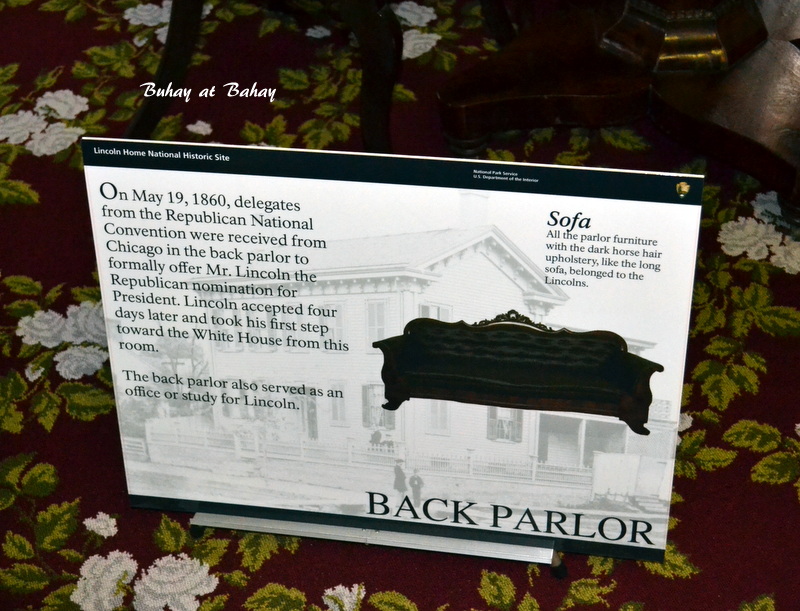 Buhay at Bahay
Lincoln Home National Historic Site
National Park Service
U.S. Department of the Interior
On May 19, 1860, delegates
from the Republican National
Convention were received from
Chicago in the back parlor to
formally offer Mr. Lincoln the
Republican nomination for
President. Lincoln accepted four
days later and took his first step
toward the White House from this
room.
The back parlor also served as an
office or study for Lincoln.
Sofa
All the parlor furniture
with the dark horse hair
upholstery, like the long
sofa, belonged to the
Lincolns.
BACK PARLOR